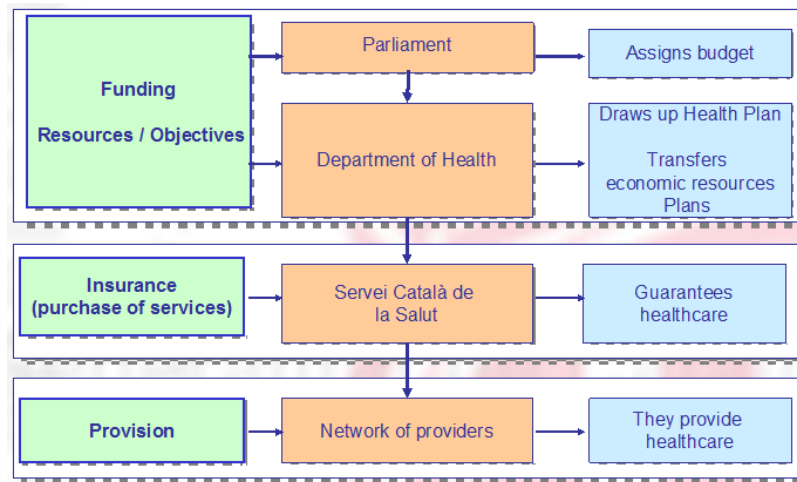 Funding
Resources / Objectives
Parliament
Assigns budget
Department of Health
Draws up Health Plan
Transfers
economic resources
Plans
Insurance
(purchase of services)
Servei Català de
la Salut
Guarantees
healthcare
Provision
Network of providers
They provide
healthcare